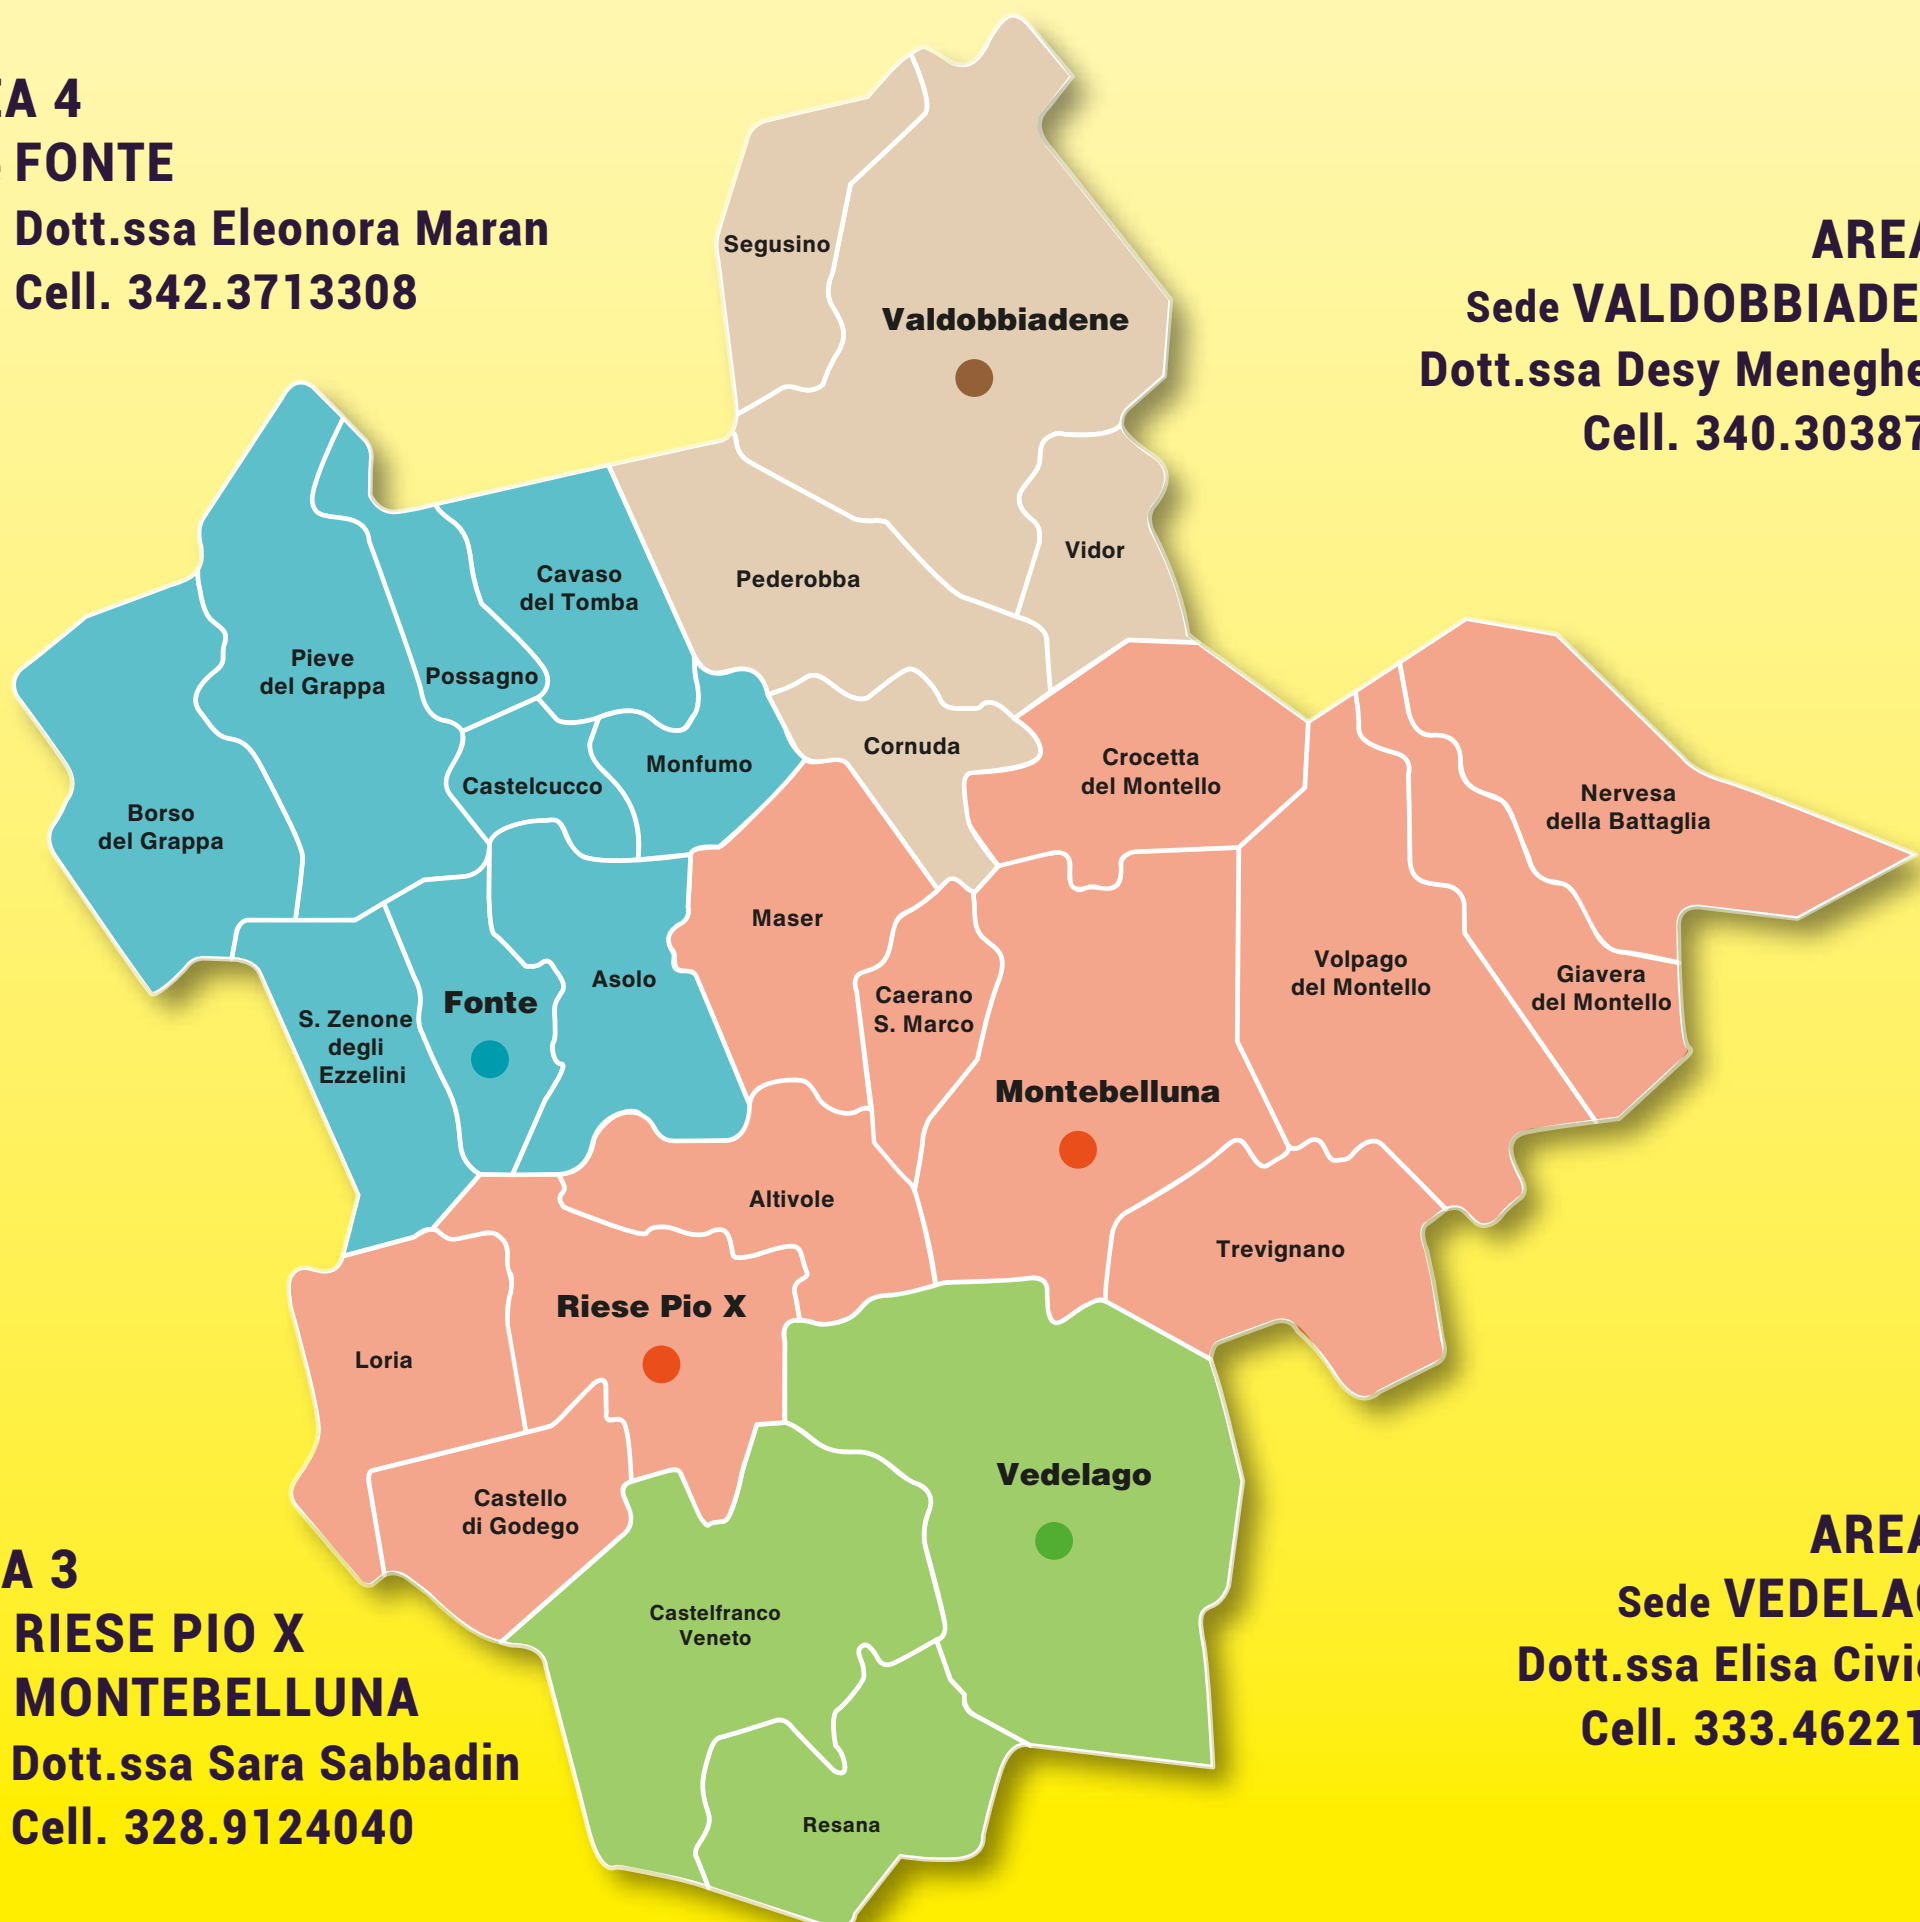 A 4
FONTE
Dott.ssa Eleonora Maran
Cell. 342.3713308
AREA
Sede VALDOBBIADE
Dott.ssa Desy Meneghe
Cell. 340.30387
Segusino
Valdobbiadene
Vidor
Pederobba
Cavaso
del Tomba
Pieve
del Grappa
Possagno
Cornuda
Monfumo
Castelcucco
Borso
del Grappa
Crocetta
del Montello
Nervesa
della Battaglia
Maser
Asolo
Fonte
S. Zenone
degli
Ezzelini
Caerano
S. Marco
Volpago
del Montello
Giavera
del Montello
Montebelluna
Altivole
Trevignano
Riese Pio X
Loria
Castello
di Godego
Vedelago
Castelfranco
Veneto
Resana
A 3
RIESE PIO X
MONTEBELLUNA
Dott.ssa Sara Sabbadin
Cell. 328.9124040
AREA
Sede VEDELAG
Dott.ssa Elisa Civi
Cell. 333.46221